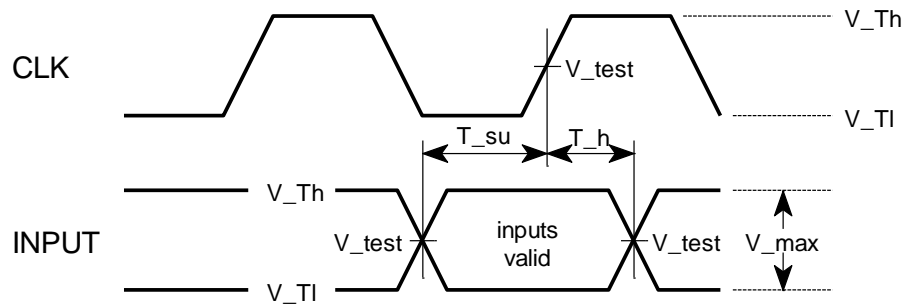 V_Th
CLK
V_test
V_Tl
T_su
T_h
V_Th
V_test
inputs
valid
V_test
V_max
INPUT
V_Tl